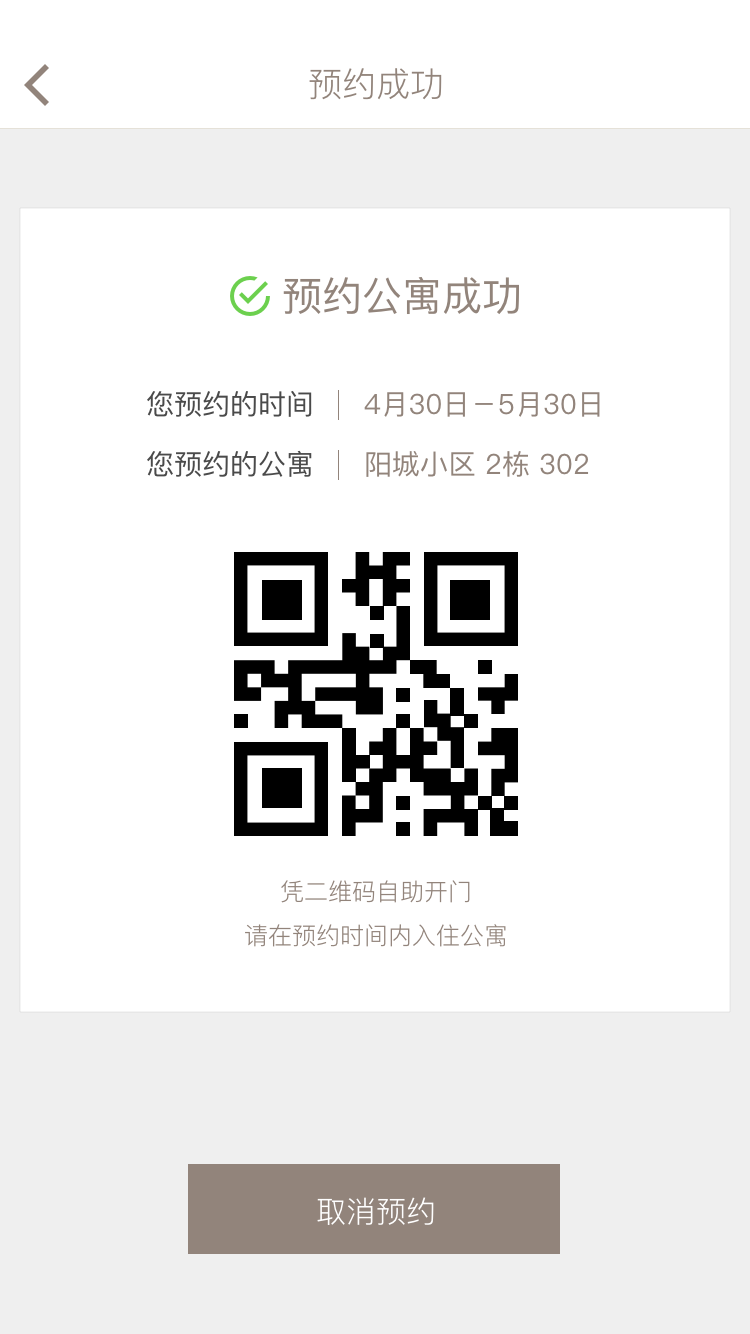 预约成功
预约公寓成功
您预约的时间 4月30日－5月30日
您预约的公寓 阳城小区 2栋 302
凭二维码自助开门
请在预约时间内入住公寓
取消预约